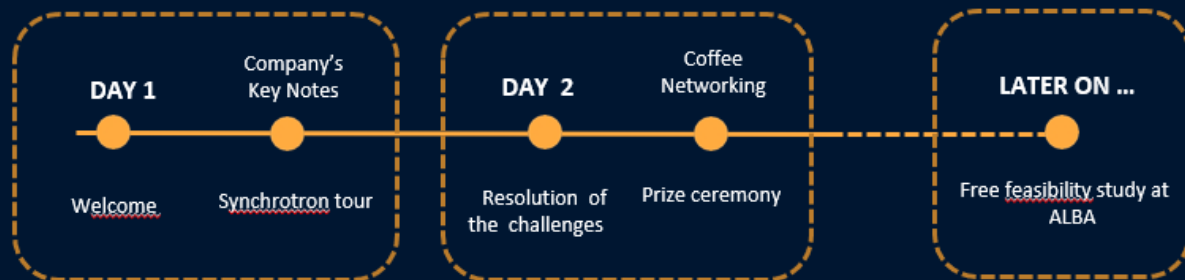 DAY 1
Welcome
Company's
Key Notes
Synchrotron tour
DAY 2
Resolution of
the challenges
Coffee
Networking
Prize ceremony
LATER ON ...
Free feasibility study at
ALBA